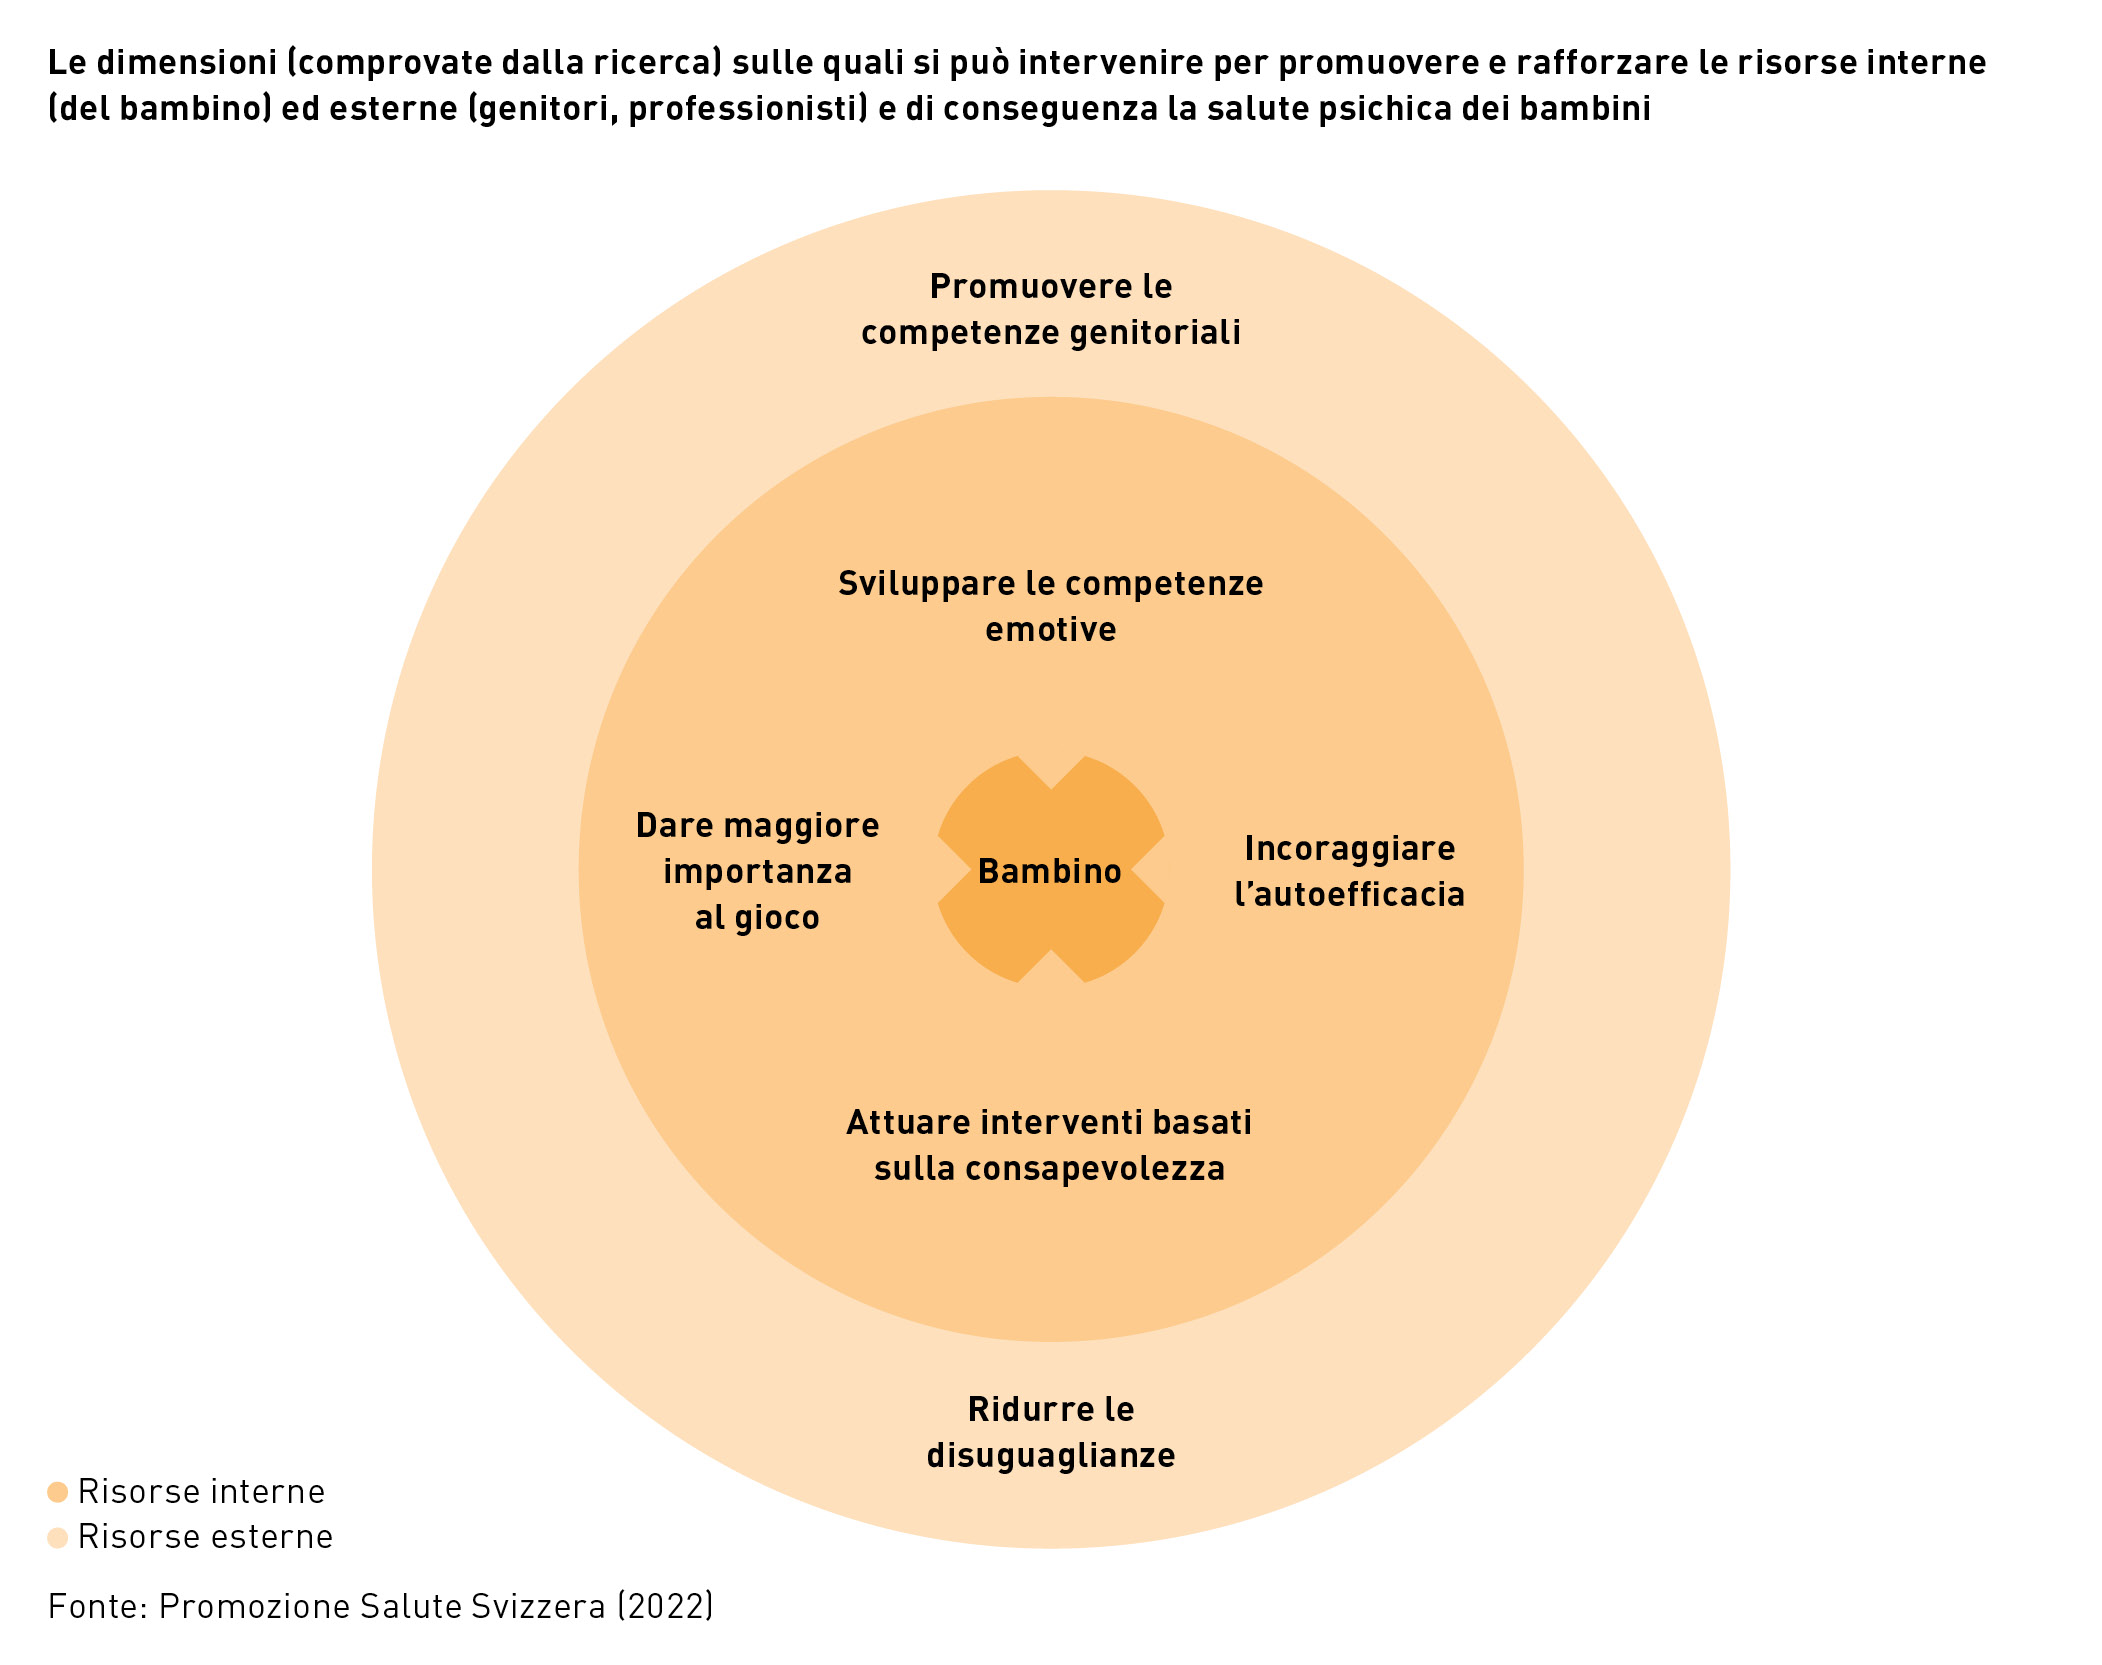 Le dimensioni (comprovate dalla ricerca) sulle quali si può intervenire per promuovere e rafforzare le risorse interne
(del bambino) ed esterne (genitori, professionisti) e di conseguenza la salute psichica dei bambini
Promuovere le
competenze genitoriali
Sviluppare le competenze
emotive
Dare maggiore
importanza
al gioco
Bambino
Incoraggiare
l’autoefficacia
Attuare interventi basati
sulla consapevolezza
Ridurre le
disuguaglianze
Risorse interne
Risorse esterne
Fonte: Promozione Salute Svizzera (2022)